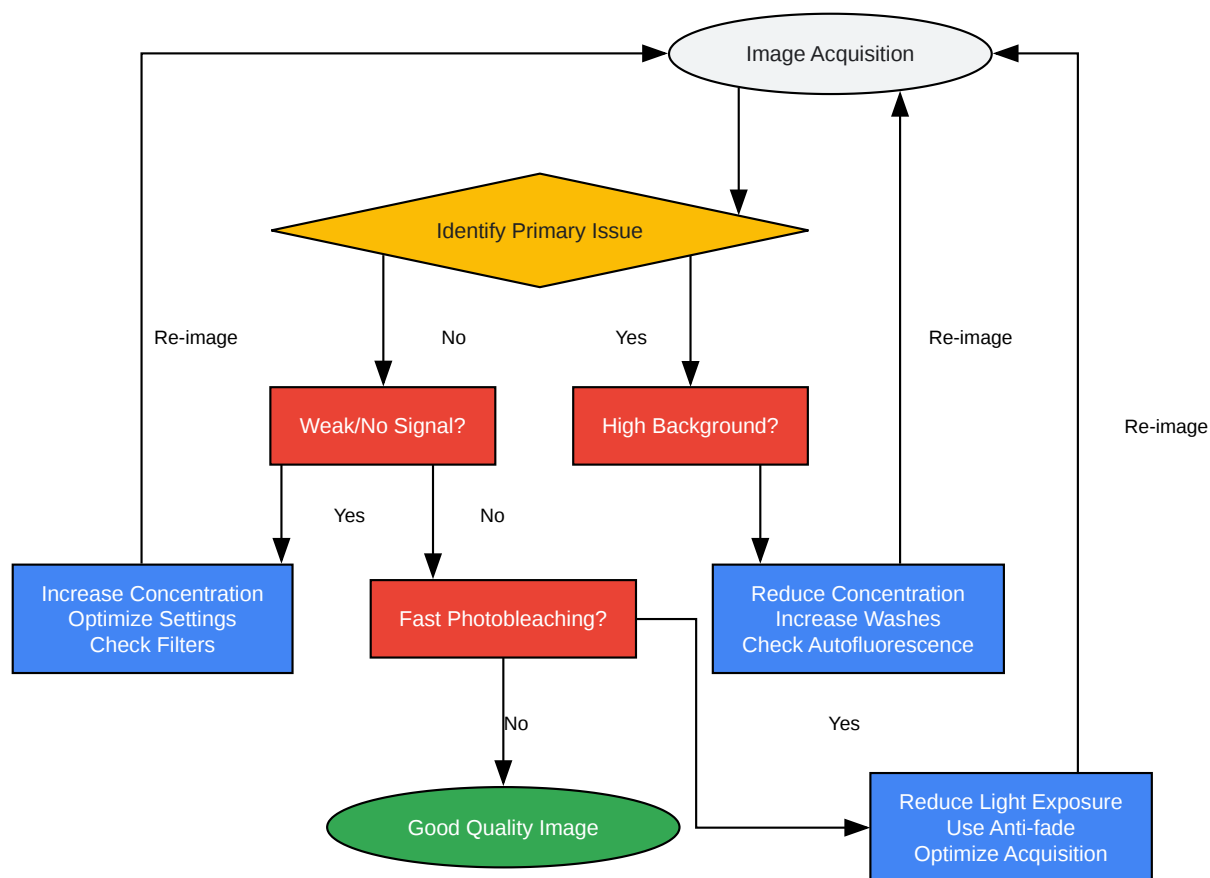 Image Acquisition
Identify Primary Issue
Re-image
No
Yes
Re-image
Weak/No Signal?
High Background?
Re-image
Yes
No
Increase Concentration
Optimize Settings
Check Filters
Fast Photobleaching?
Reduce Concentration
Increase Washes
Check Autofluorescence
No
Yes
Good Quality Image
Reduce Light Exposure
Use Anti-fade
Optimize Acquisition